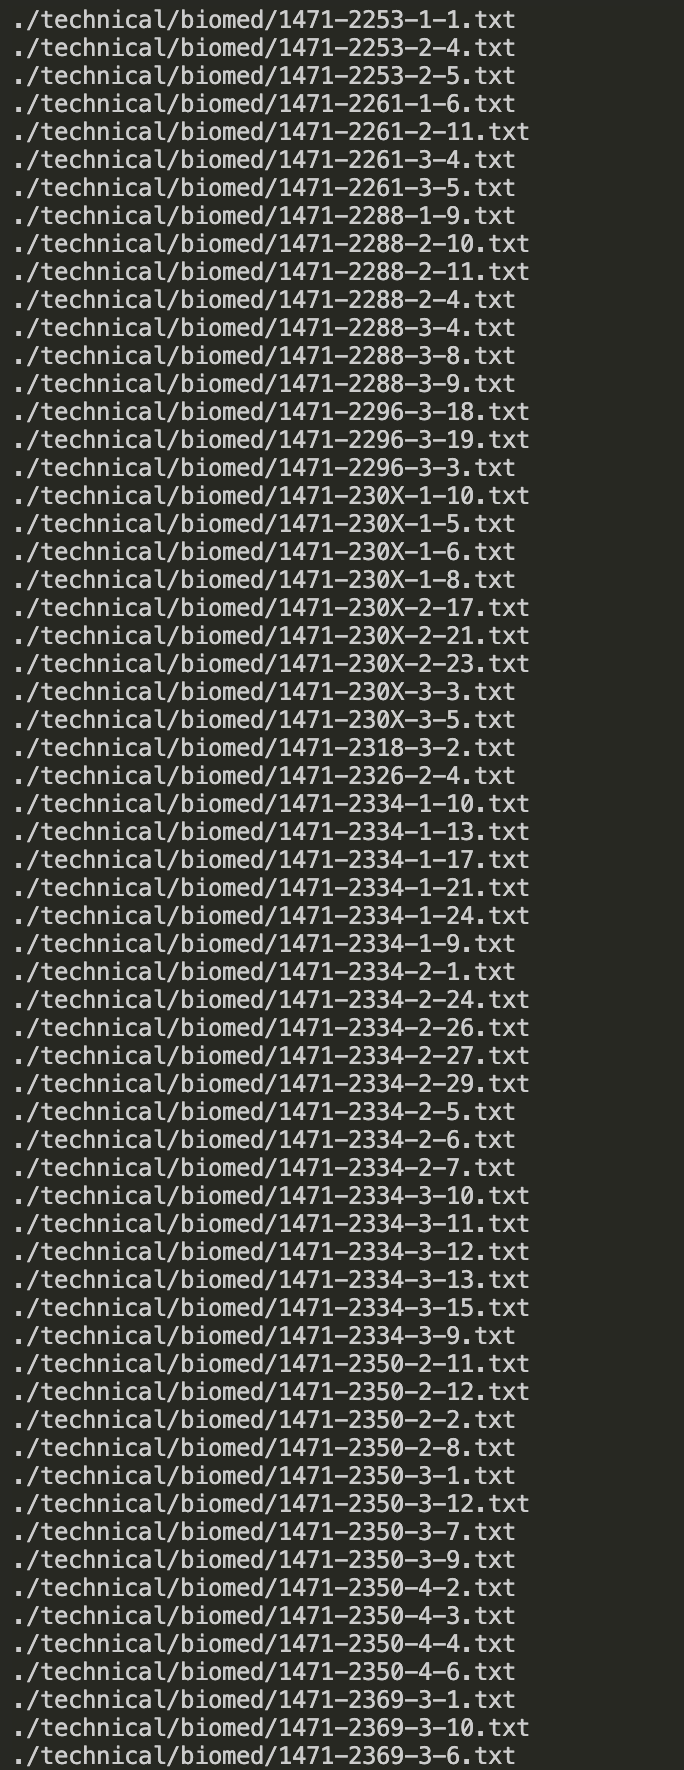 ./technical/biomed/1471-2253-1-1.txt
./technical/biomed/1471-2253-2-4.txt
./technical/biomed/1471-2253-2-5.txt
./technical/biomed/1471-2261-1-6.txt
./technical/biomed/1471-2261-2-11.txt
./technical/biomed/1471-2261-3-4.txt
./technical/biomed/1471-2261-3-5.txt
./technical/biomed/1471-2288-1-9.txt
./technical/biomed/1471-2288-2-10.txt
./technical/biomed/1471-2288-2-11.txt
./technical/biomed/1471-2288-2-4.txt
./technical/biomed/1471-2288-3-4.txt
./technical/biomed/1471-2288-3-8.txt
./technical/biomed/1471-2288-3-9.txt
./technical/biomed/1471-2296-3-18.txt
./technical/biomed/1471-2296-3-19.txt
./technical/biomed/1471-2296-3-3.txt
./technical/biomed/1471-230X-1-10.txt
./technical/biomed/1471-230X-1-5.txt
./technical/biomed/1471-230X-1-6.txt
./technical/biomed/1471-230X-1-8.txt
./technical/biomed/1471-230X-2-17.txt
./technical/biomed/1471-230X-2-21.txt
./technical/biomed/1471-230X-2-23.txt
./technical/biomed/1471-230X-3-3.txt
./technical/biomed/1471-230X-3-5.txt
./technical/biomed/1471-2318-3-2.txt
./technical/biomed/1471-2326-2-4.txt
./technical/biomed/1471-2334-1-10.txt
./technical/biomed/1471-2334-1-13.txt
./technical/biomed/1471-2334-1-17.txt
./technical/biomed/1471-2334-1-21.txt
./technical/biomed/1471-2334-1-24.txt
./technical/biomed/1471-2334-1-9.txt
./technical/biomed/1471-2334-2-1.txt
./technical/biomed/1471-2334-2-24.txt
./technical/biomed/1471-2334-2-26.txt
./technical/biomed/1471-2334-2-27.txt
./technical/biomed/1471-2334-2-29.txt
./technical/biomed/1471-2334-2-5.txt
./technical/biomed/1471-2334-2-6.txt
./technical/biomed/1471-2334-2-7.txt
./technical/biomed/1471-2334-3-10.txt
./technical/biomed/1471-2334-3-11.txt
./technical/biomed/1471-2334-3-12.txt
./technical/biomed/1471-2334-3-13.txt
./technical/biomed/1471-2334-3-15.txt
./technical/biomed/1471-2334-3-9.txt
./technical/biomed/1471-2350-2-11.txt
./technical/biomed/1471-2350-2-12.txt
./technical/biomed/1471-2350-2-2.txt
./technical/biomed/1471-2350-2-8.txt
./technical/biomed/1471-2350-3-1.txt
./technical/biomed/1471-2350-3-12.txt
./technical/biomed/1471-2350-3-7.txt
./technical/biomed/1471-2350-3-9.txt
./technical/biomed/1471-2350-4-2.txt
./technical/biomed/1471-2350-4-3.txt
./technical/biomed/1471-2350-4-4.txt
./technical/biomed/1471-2350-4-6.txt
./technical/biomed/1471-2369-3-1.txt
./technical/biomed/1471-2369-3-10.txt
./technical/biomed/1471-2369-3-6.txt